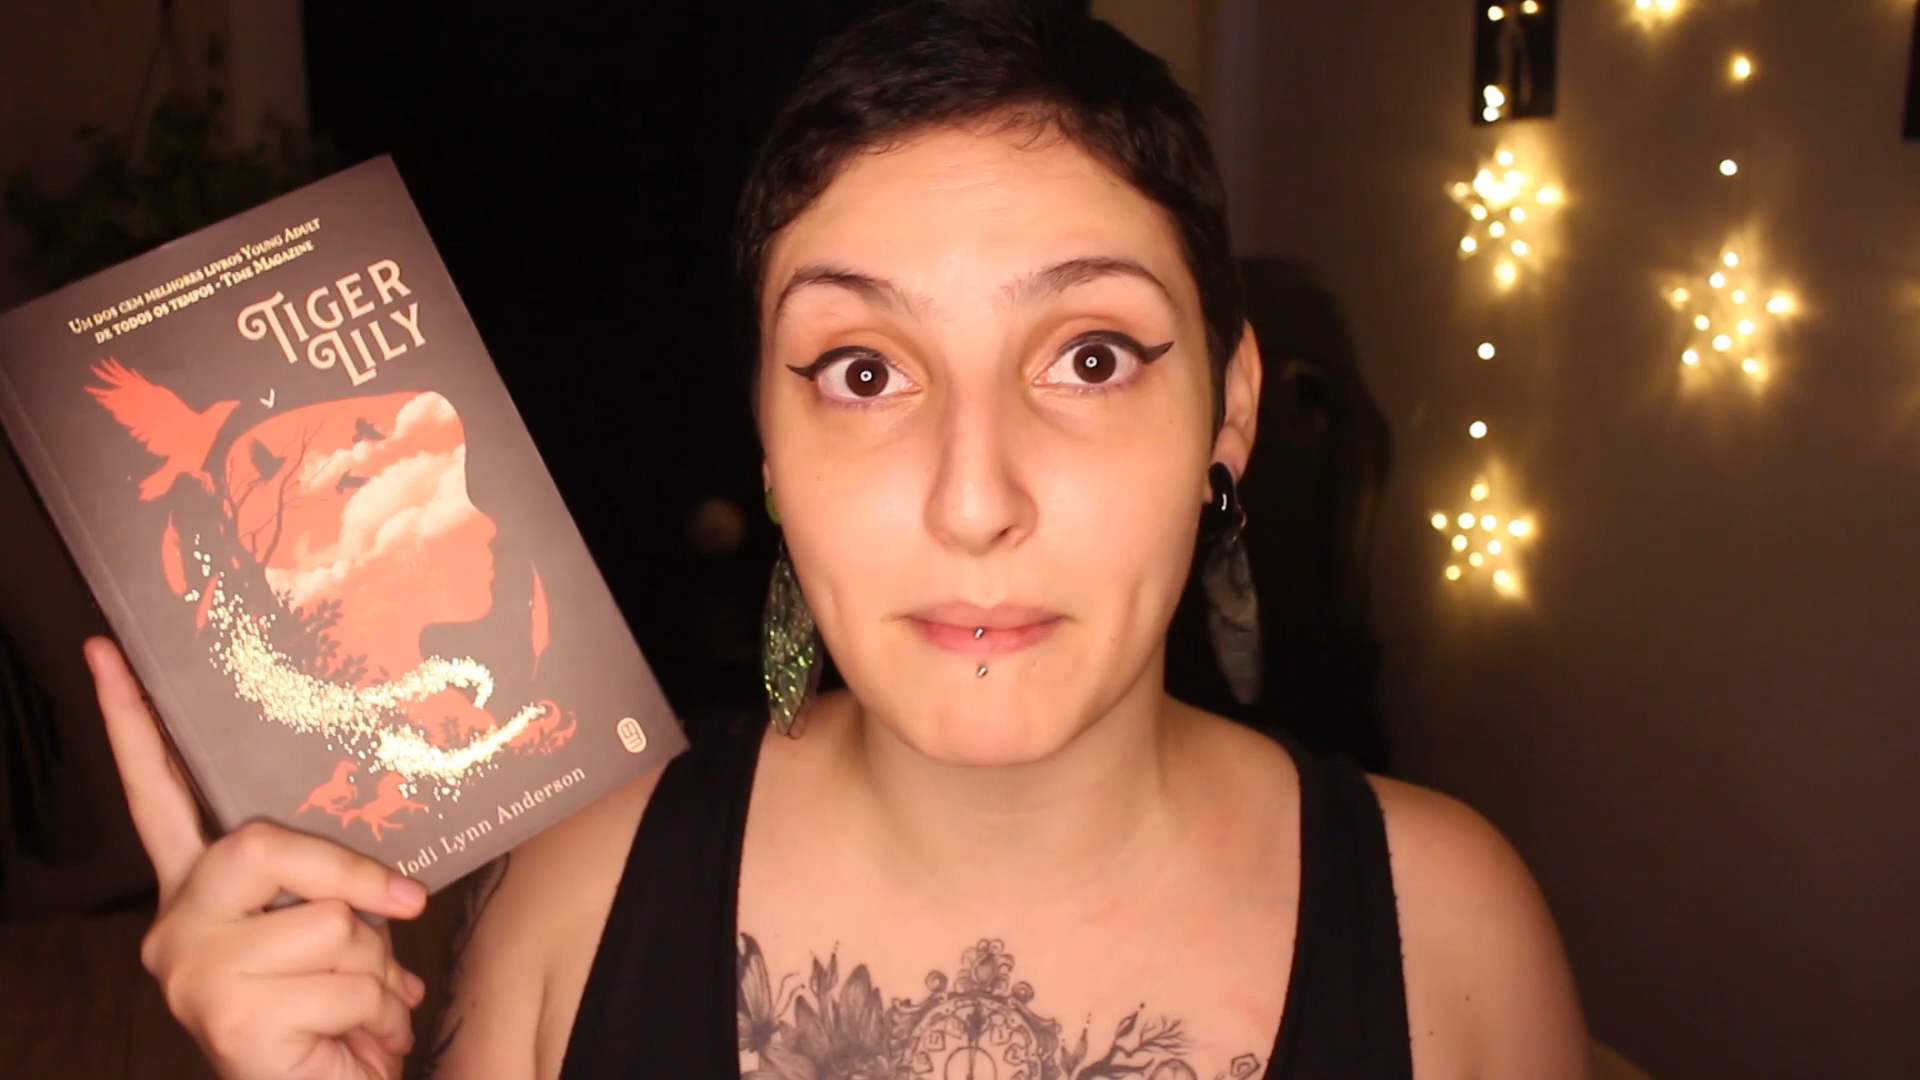 UM DOS CEM MELHORES LIVROS YOUNG ADULT
DE TODOS OS TEMPOS - TIME MAGAZINE
TIGER
LILY
Jodi Lynn Anderson